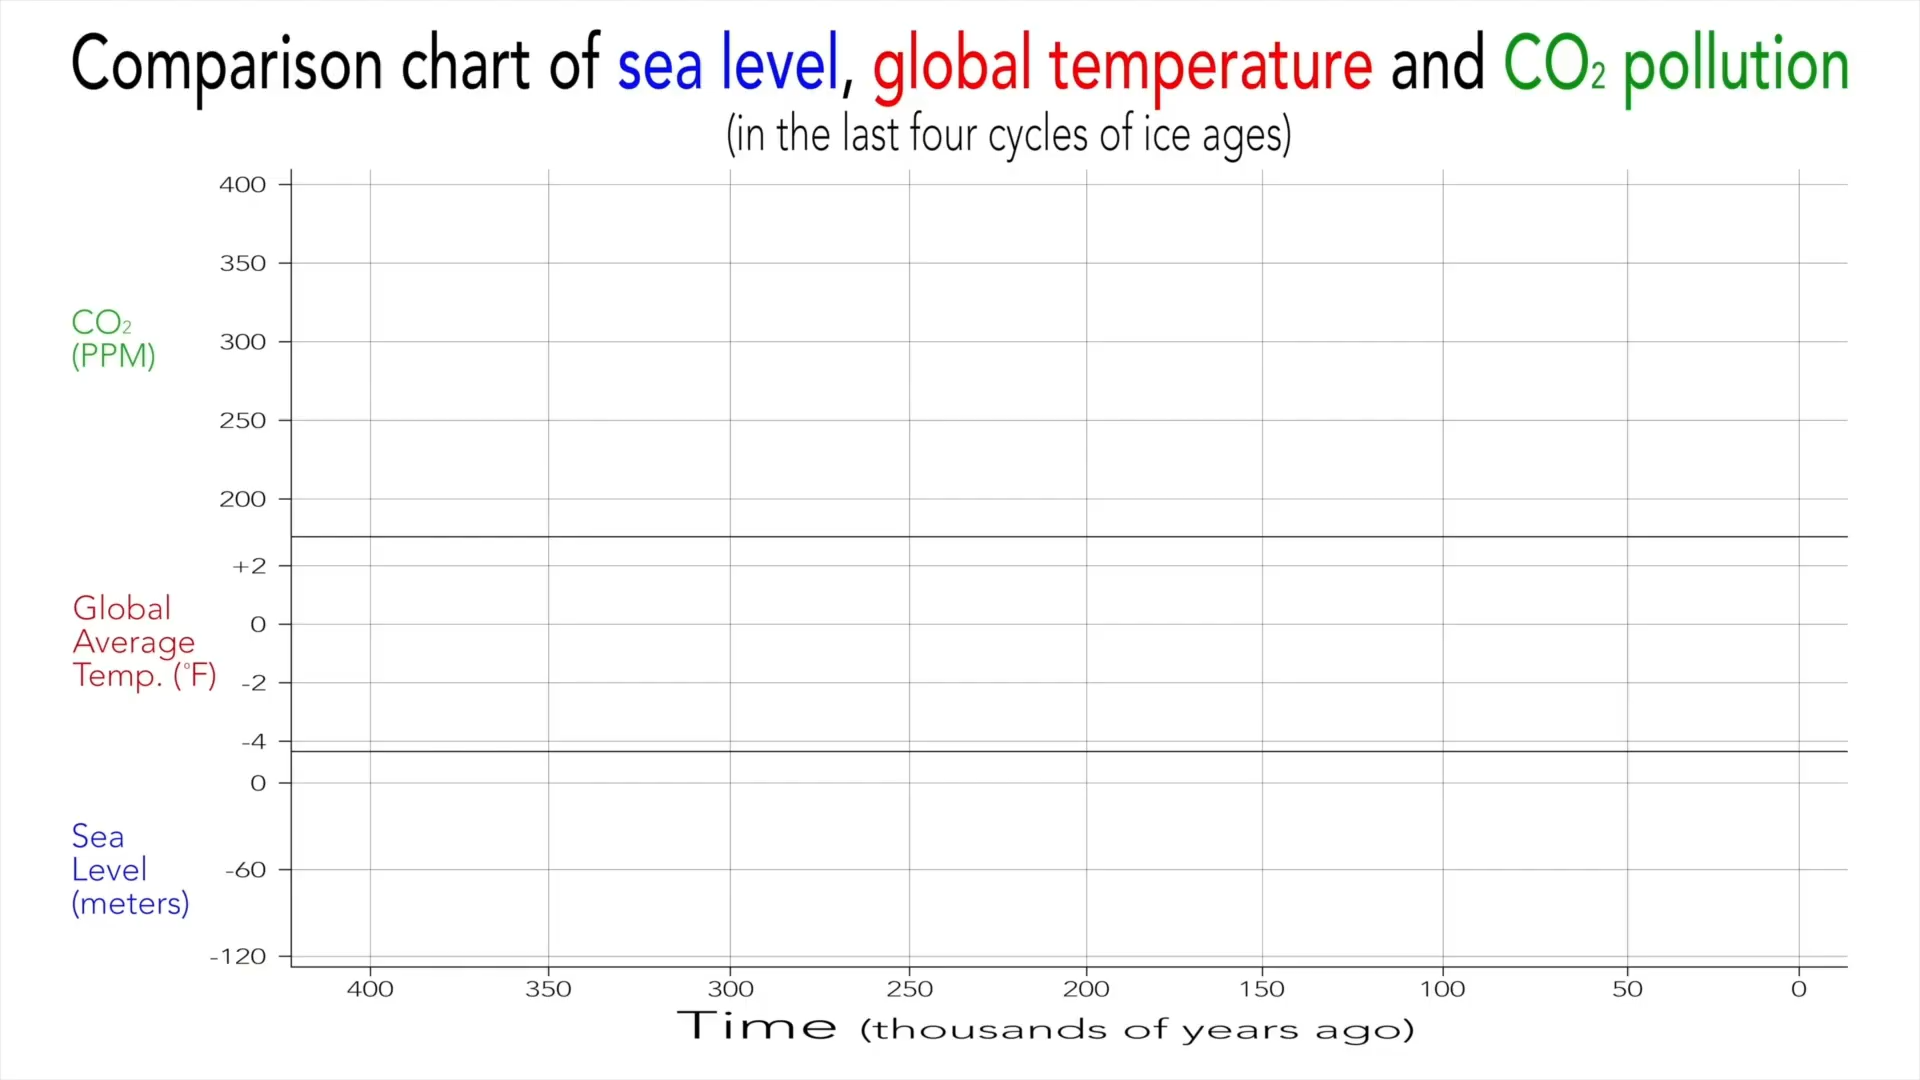 Comparison chart of sea level, global temperature and CO₂ pollution
(in the last four cycles of ice ages)
400
350
CO₂
(PPM)
300
250
200
+2
Global
Average
Temp. (°F)
0
-2
-4
0
Sea
Level
(meters)
-60
-120
400 350 300 250 200 150 100 50 0
Time (thousands of years ago)